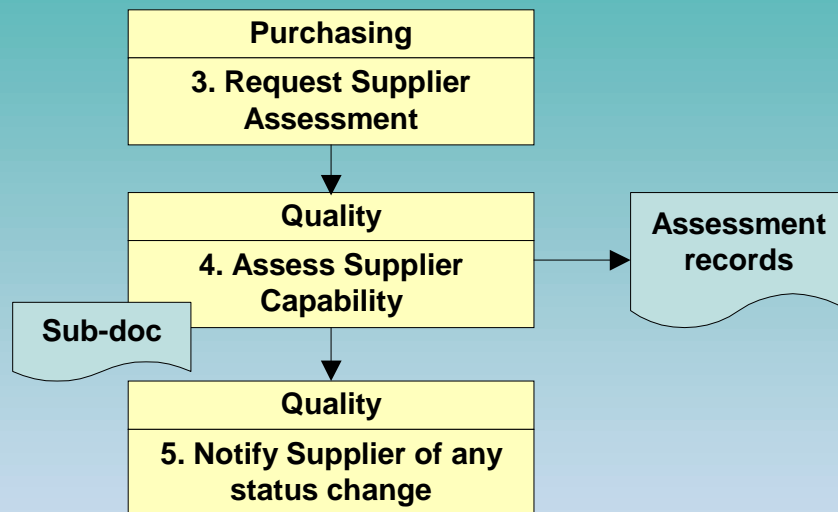 Purchasing
3. Request Supplier
Assessment
Quality
4. Assess Supplier
Capability
Assessment
records
Sub-doc
Quality
5. Notify Supplier of any
status change